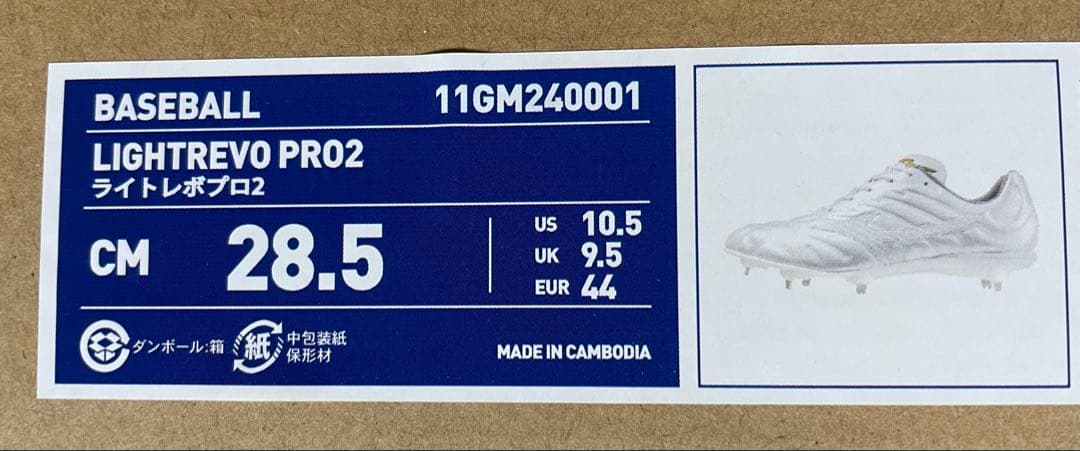 BASEBALL 11GM240001
LIGHTREVO PRO2
ライトレボプロ2
CM 28.5
US 10.5
UK 9.5
EUR 44
ダンボール:箱 紙 中包装紙
保形材
MADE IN CAMBODIA